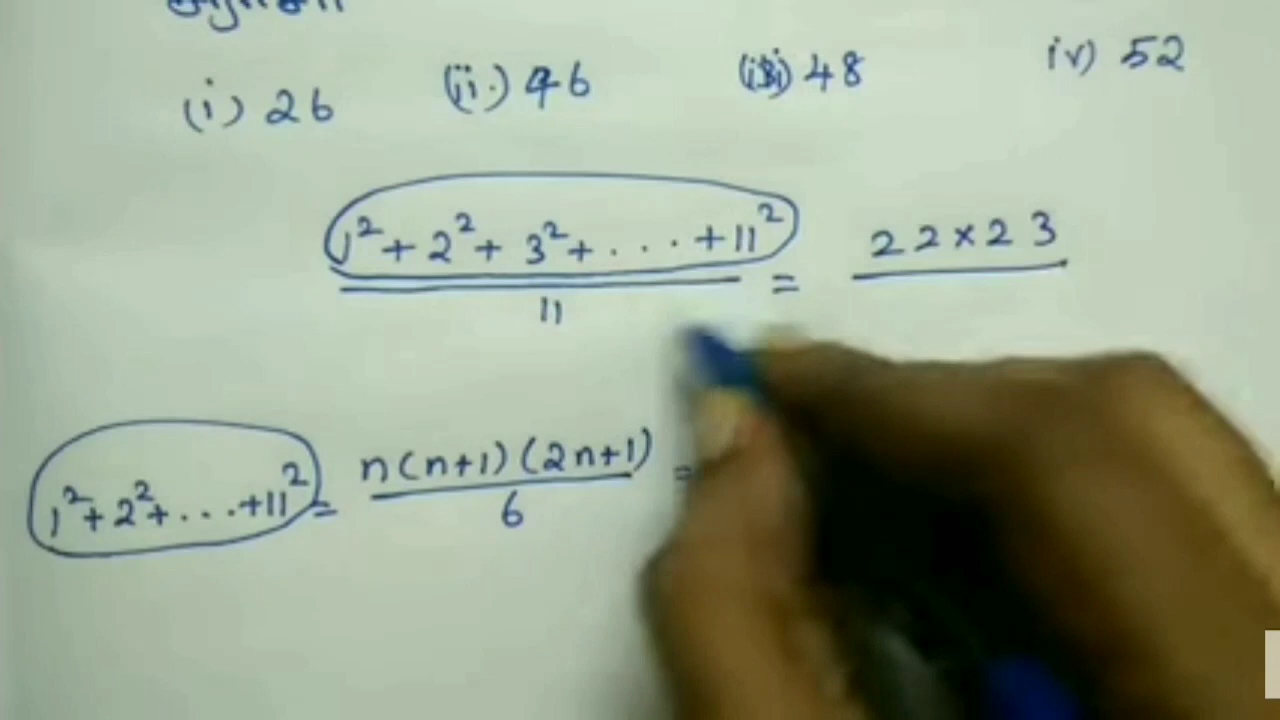 (i) 26 (ii.) 46 (iii) 48 iv) 52
1² + 2² + 3² + . . . + 11² = 22 × 23
11
1² + 2² + . . . + 11² = n(n+1)(2n+1) =
6